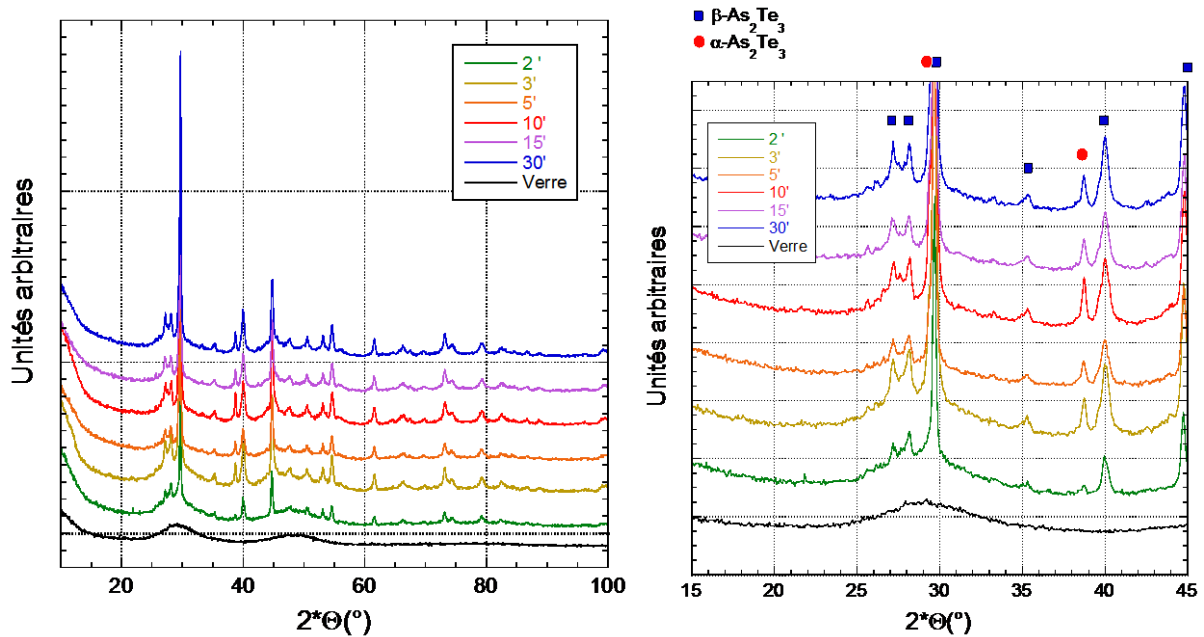 Unités arbitraires
2 '
3'
5'
10'
15'
30'
Verre
20 40 60 80 100
2*Θ(º)
β-As2Te3
α-As2Te3
Unités arbitraires
2 '
3'
5'
10'
15'
30'
Verre
15 20 25 30 35 40 45
2*Θ(º)